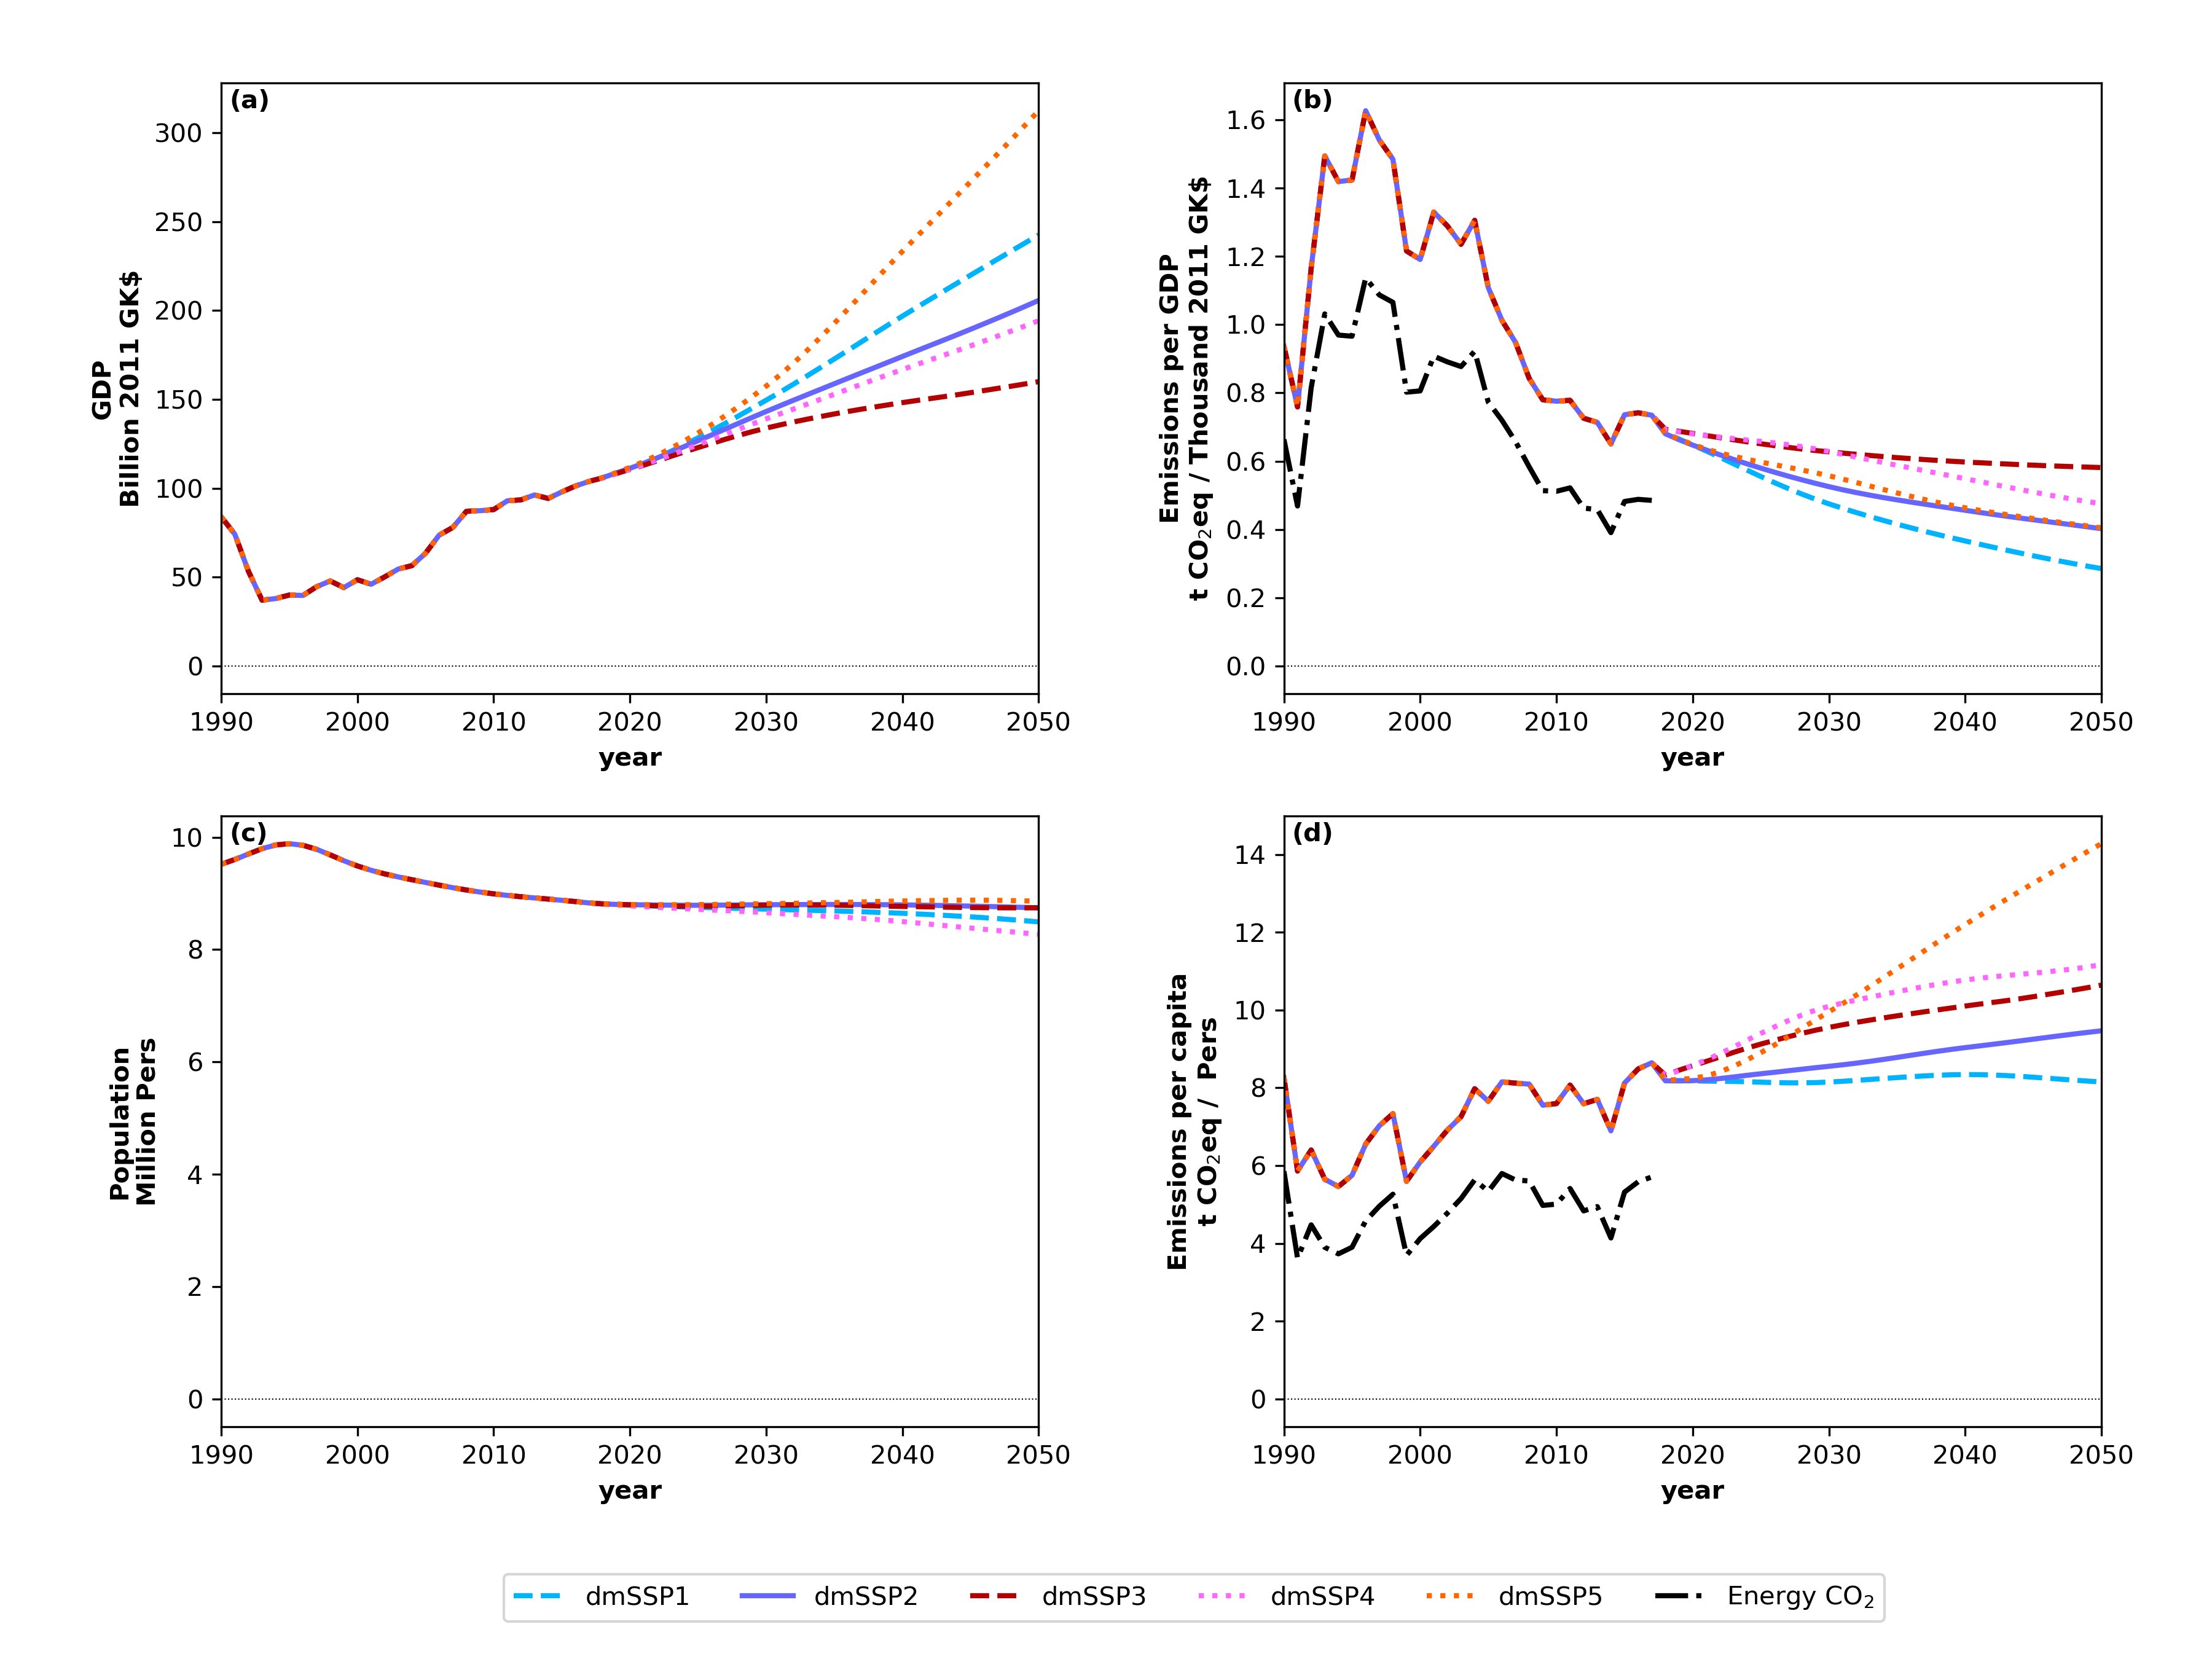 (a)
300
250
200
150
100
50
0
GDP
Billion 2011 GK$
1990 2000 2010 2020 2030 2040 2050
year
(b)
1.6
1.4
1.2
1.0
0.8
0.6
0.4
0.2
0.0
Emissions per GDP
t CO₂eq / Thousand 2011 GK$
1990 2000 2010 2020 2030 2040 2050
year
(c)
10
8
6
4
2
0
Population
Million Pers
1990 2000 2010 2020 2030 2040 2050
year
(d)
14
12
10
8
6
4
2
0
Emissions per capita
t CO₂eq / Pers
1990 2000 2010 2020 2030 2040 2050
year
dmSSP1 dmSSP2 dmSSP3 dmSSP4 dmSSP5 Energy CO₂